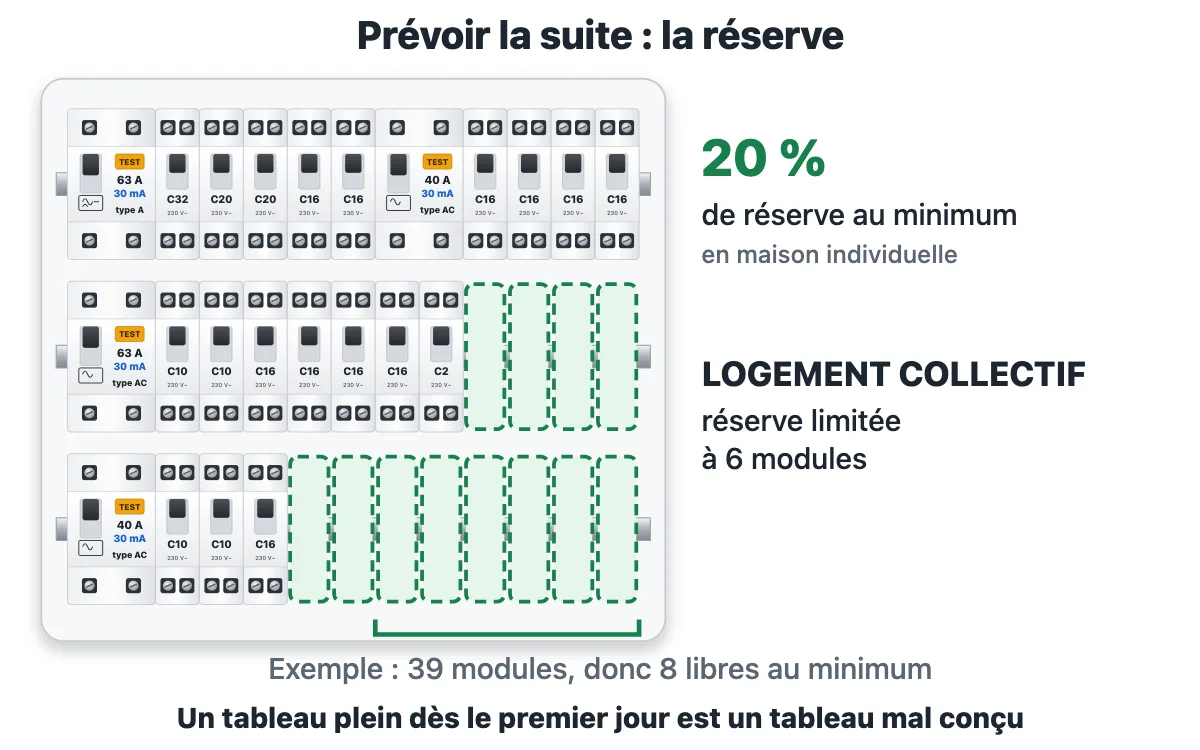 Prévoir la suite : la réserve
TEST
63 A
30 mA
type A
C32
230 V~
C20
230 V~
C20
230 V~
C16
230 V~
C16
230 V~
TEST
40 A
30 mA
type AC
C16
230 V~
C16
230 V~
C16
230 V~
C16
230 V~
20 %
de réserve au minimum
en maison individuelle
TEST
63 A
30 mA
type AC
C10
230 V~
C10
230 V~
C16
230 V~
C16
230 V~
C16
230 V~
C16
230 V~
C2
230 V~
LOGEMENT COLLECTIF
réserve limitée
à 6 modules
TEST
40 A
30 mA
type AC
C10
230 V~
C10
230 V~
C16
230 V~
Exemple : 39 modules, donc 8 libres au minimum
Un tableau plein dès le premier jour est un tableau mal conçu